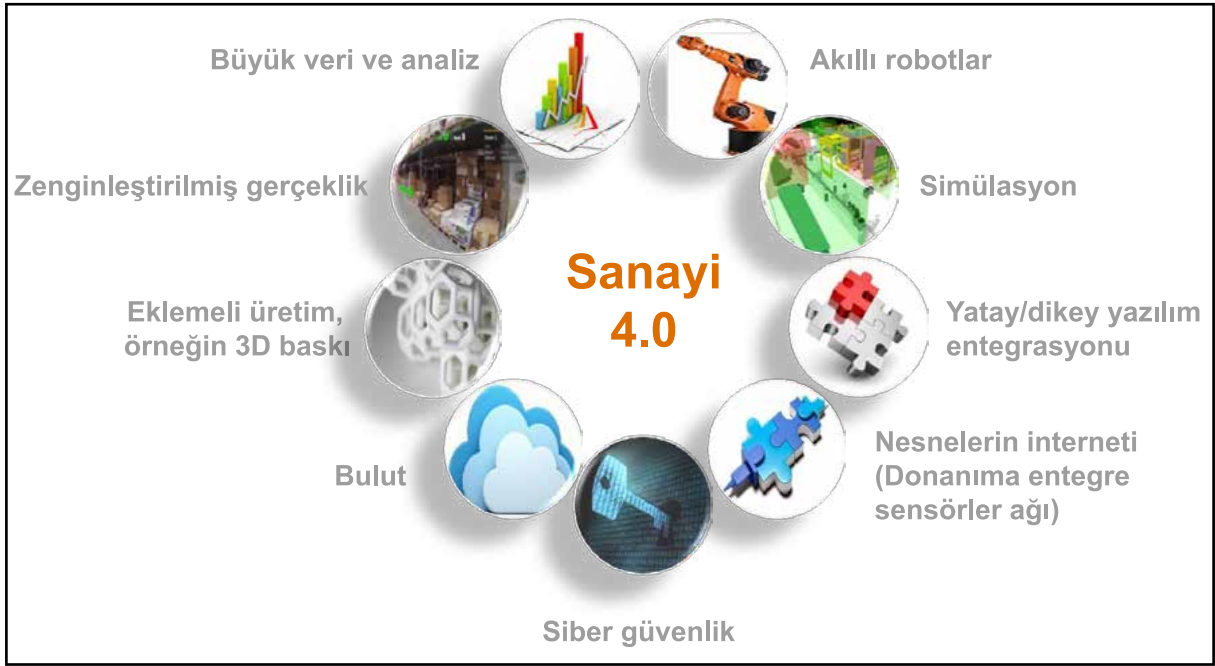 Büyük veri ve analiz
Akıllı robotlar
Zenginleştirilmiş gerçeklik
Simülasyon
Sanayi
4.0
Eklemeli üretim,
örneğin 3D baskı
Yatay/dikey yazılım
entegrasyonu
Bulut
Nesnelerin interneti
(Donanıma entegre
sensörler ağı)
Siber güvenlik